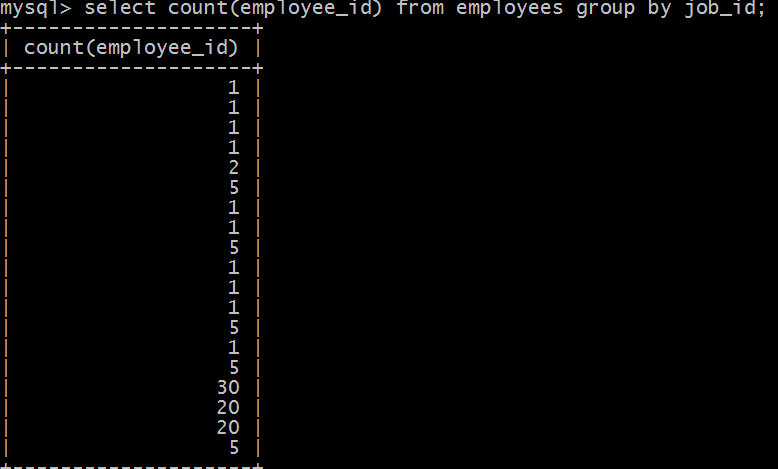 mysql> select count(employee_id) from employees group by job_id;
+--------------------+
| count(employee_id) |
+--------------------+
|                  1 |
|                  1 |
|                  1 |
|                  1 |
|                  2 |
|                  5 |
|                  1 |
|                  1 |
|                  5 |
|                  1 |
|                  1 |
|                  1 |
|                  5 |
|                  1 |
|                  5 |
|                 30 |
|                 20 |
|                 20 |
|                  5 |
+--------------------+